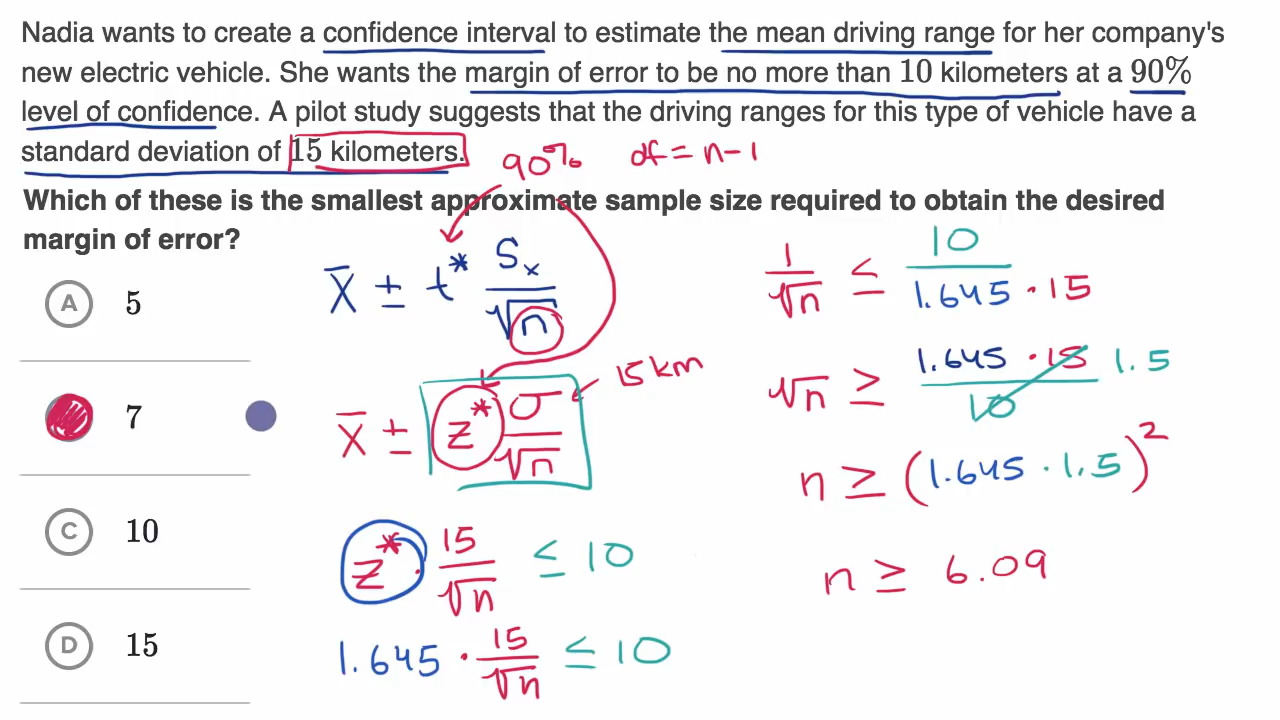 Nadia wants to create a confidence interval to estimate the mean driving range for her company's
new electric vehicle. She wants the margin of error to be no more than 10 kilometers at a 90%
level of confidence. A pilot study suggests that the driving ranges for this type of vehicle have a
standard deviation of 15 kilometers.
90% df = n-1
Which of these is the smallest approximate sample size required to obtain the desired
margin of error?
A 5
7
C 10
D 15
x̄ ± t* Sx/√n
15 km
x̄ ± z* σ/√n
z* · 15/√n ≤ 10
1.645 · 15/√n ≤ 10
1/√n ≤ 10/1.645 · 15
√n ≥ 1.645 · 15/10 1.5
n ≥ (1.645 · 1.5)²
n ≥ 6.09